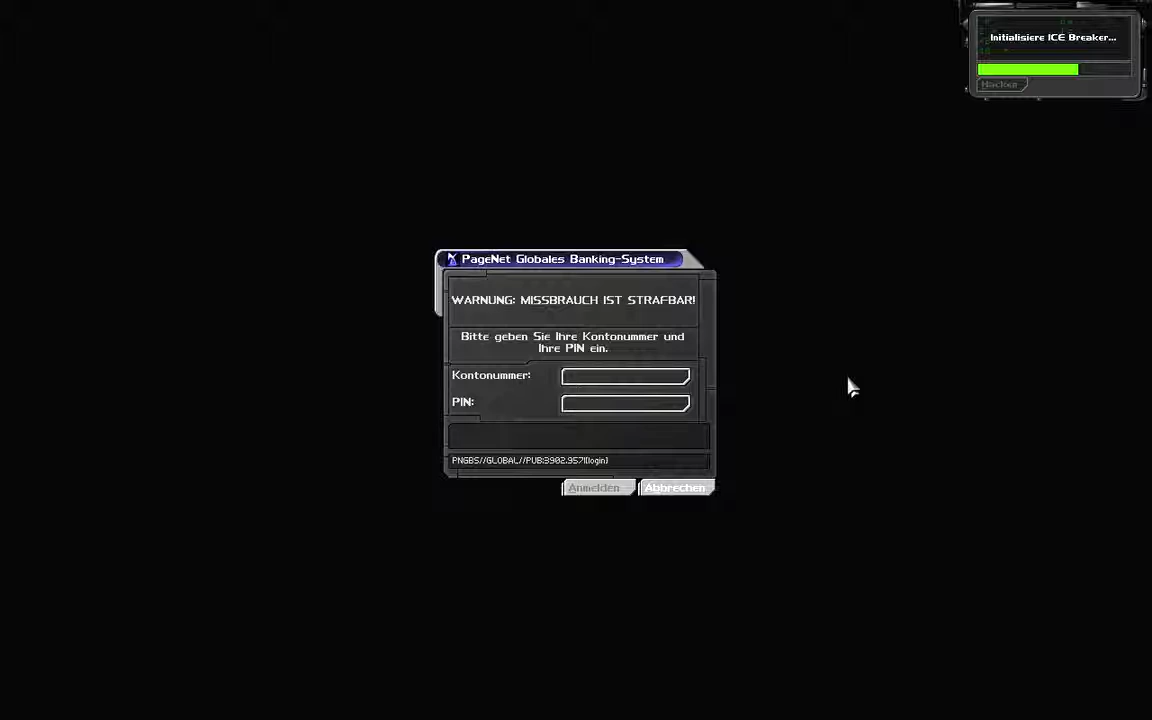 Initialisiere ICE Breaker...
Hacken
PageNet Globales Banking-System
WARNUNG: MISSBRAUCH IST STRAFBAR!
Bitte geben Sie Ihre Kontonummer und
Ihre PIN ein.
Kontonummer:
PIN:
PNGBS//GLOBAL//PUB:3902.957![login]
Anmelden Abbrechen